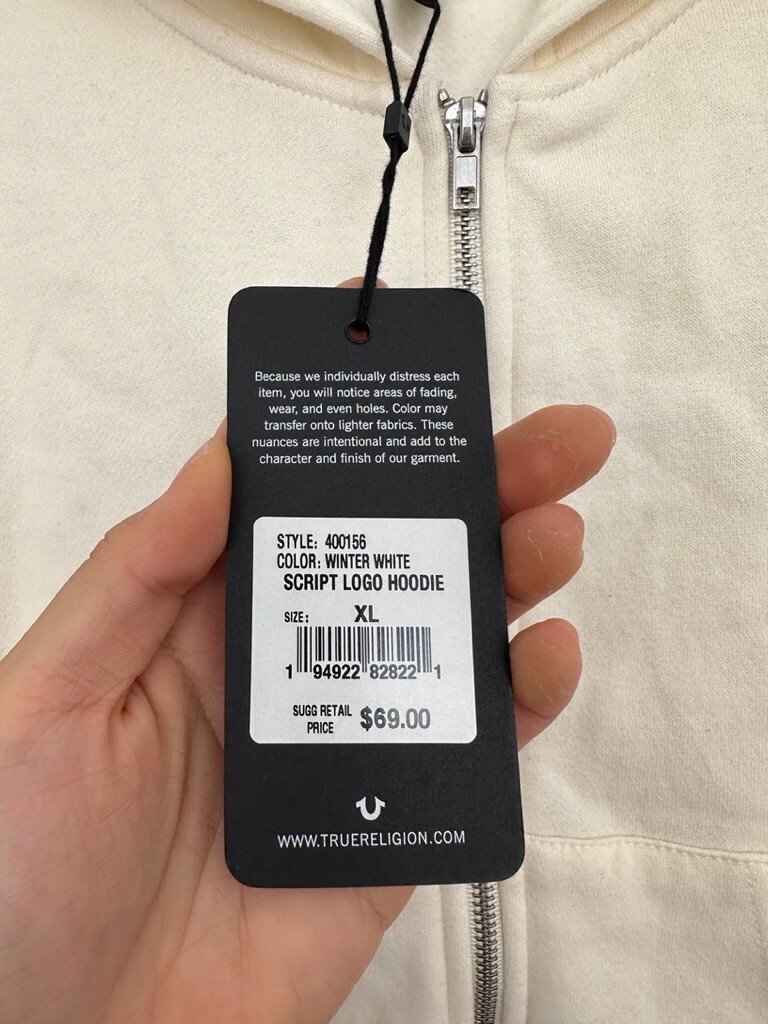 Because we individually distress each
item, you will notice areas of fading,
wear, and even holes. Color may
transfer onto lighter fabrics. These
nuances are intentional and add to the
character and finish of our garment.
STYLE: 400156
COLOR: WINTER WHITE
SCRIPT LOGO HOODIE
SIZE: XL
1 94922 82822 1
SUGG RETAIL PRICE $69.00
WWW.TRUERELIGION.COM